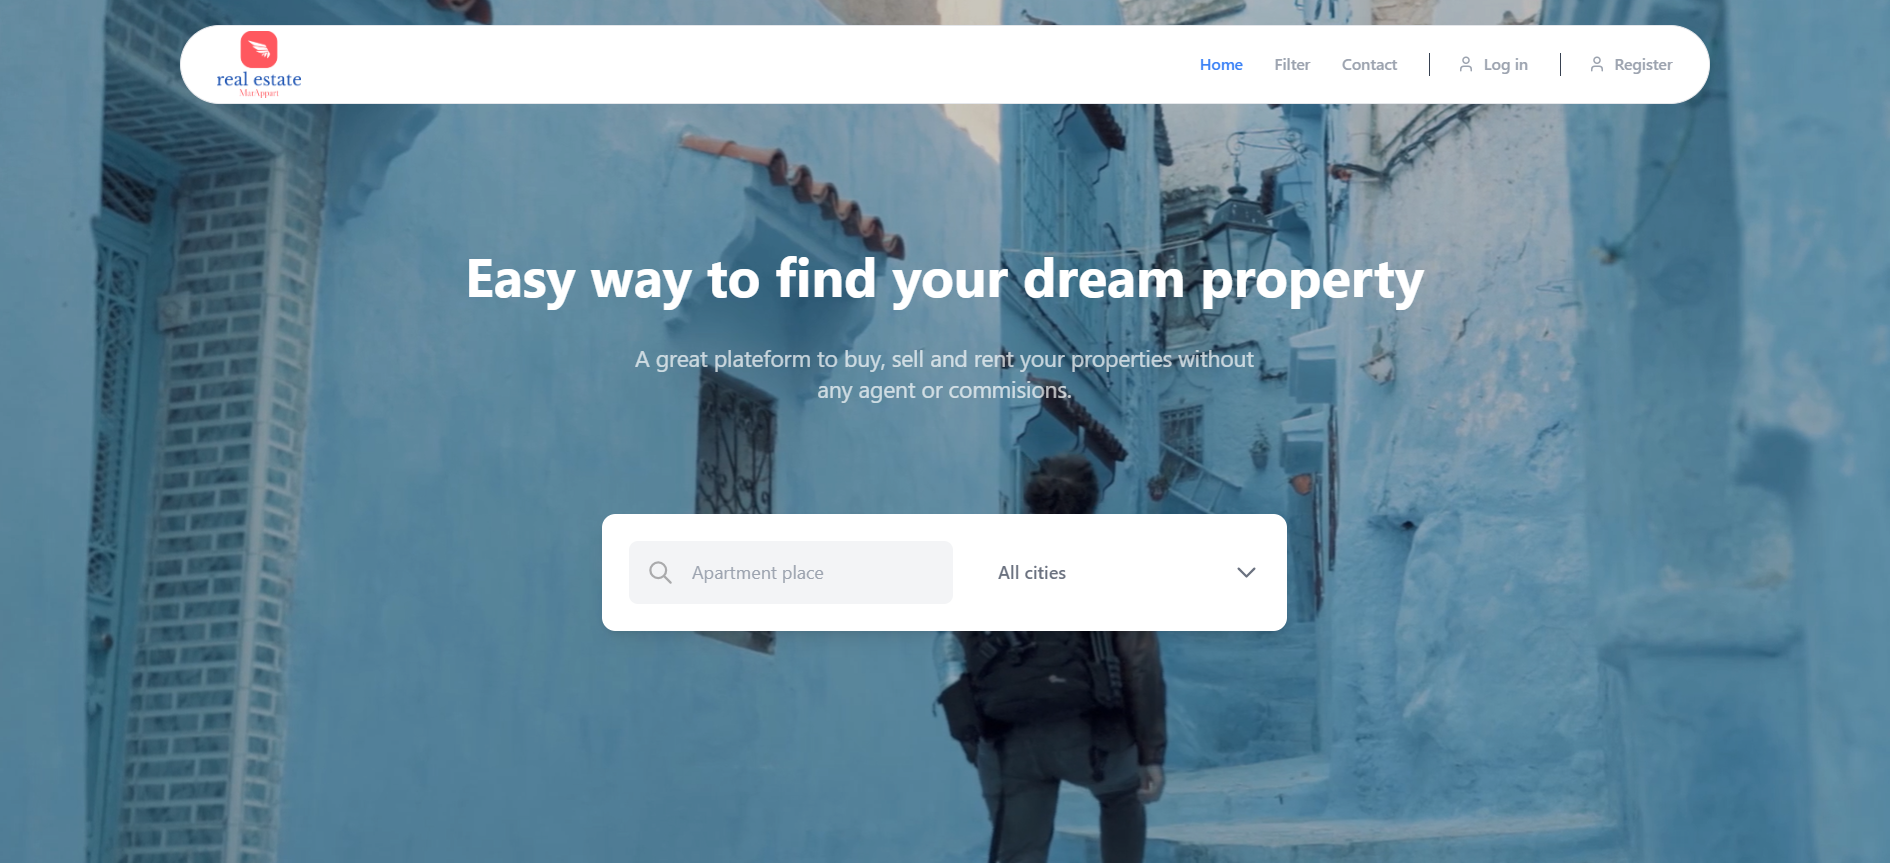 real estate
MarAppart
Home
Filter
Contact
Log in
Register
Easy way to find your dream property
A great plateform to buy, sell and rent your properties without
any agent or commisions.
Apartment place
All cities